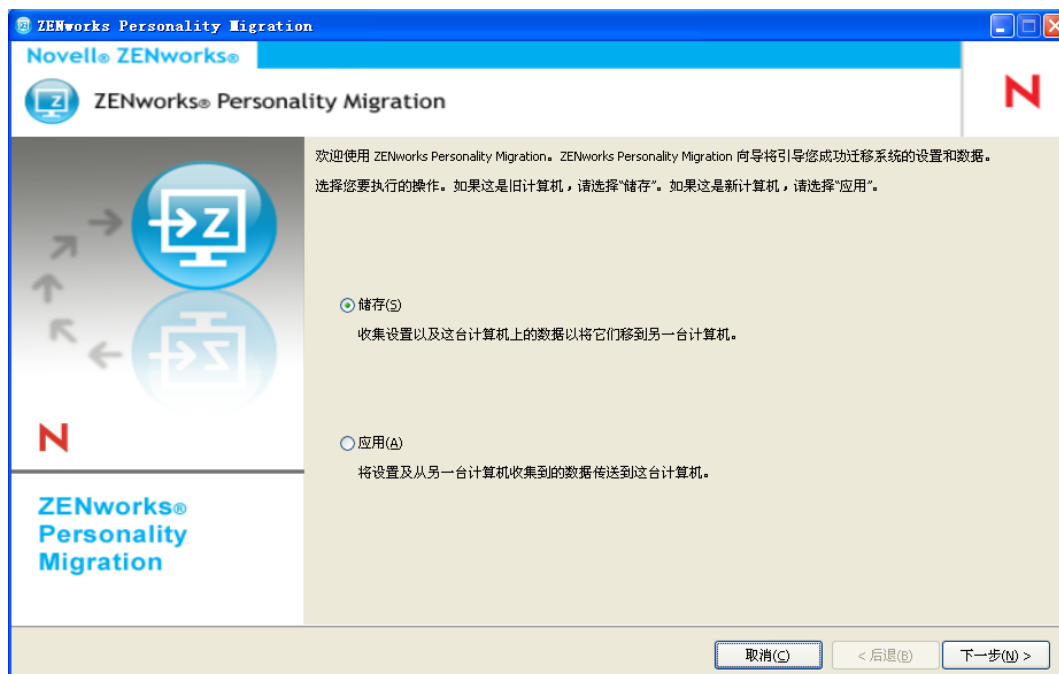 ZENworks Personality Migration
Novell® ZENworks®
ZENworks® Personality Migration
N
欢迎使用 ZENworks Personality Migration。ZENworks Personality Migration 向导将引导您成功迁移系统的设置和数据。
选择您要执行的操作。如果这是旧计算机，请选择“储存”。如果这是新计算机，请选择“应用”。
Z
储存(S)
收集设置以及这台计算机上的数据以将它们移到另一台计算机。
应用(A)
将设置及从另一台计算机收集到的数据传送到这台计算机。
N
ZENworks®
Personality
Migration
取消(C)
< 后退(B)
下一步(N) >